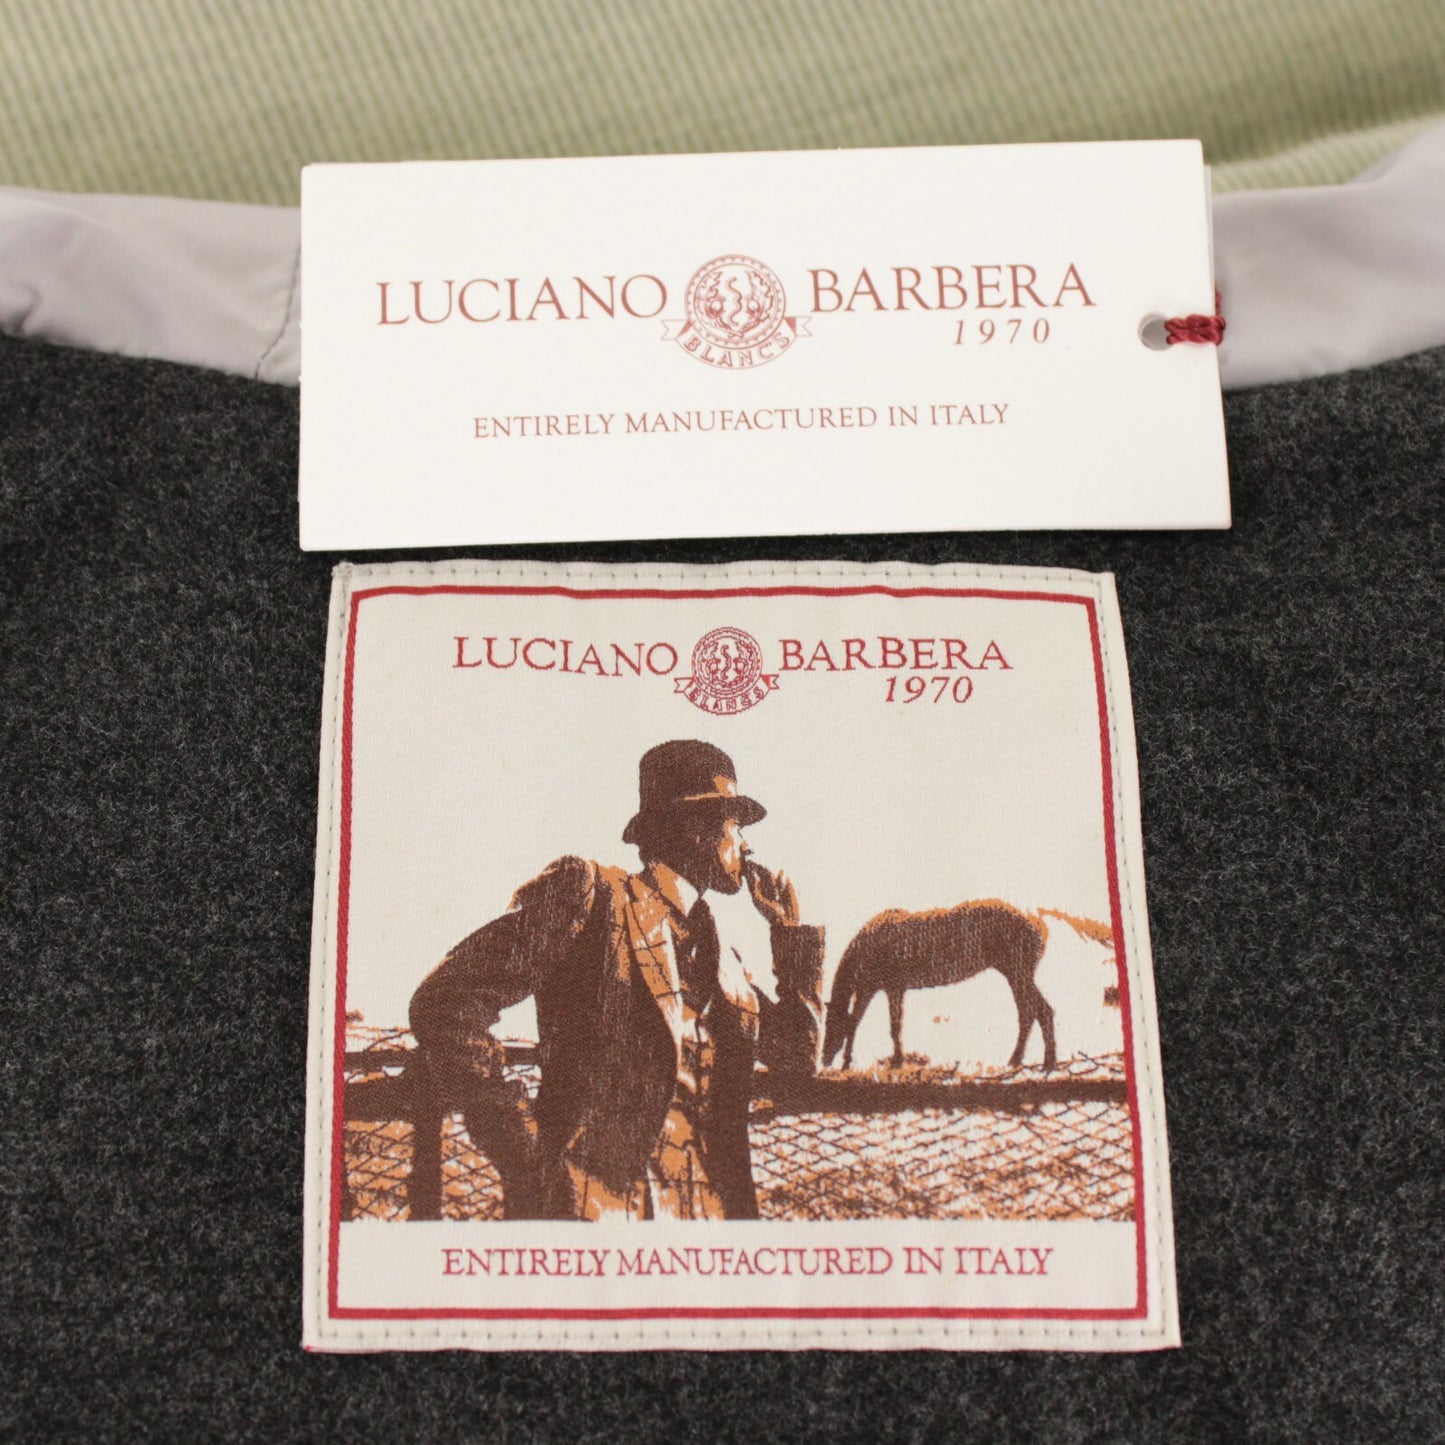 LUCIANO BARBERA
BLANCS
1970
ENTIRELY MANUFACTURED IN ITALY
LUCIANO BARBERA
BLANCS
1970
ENTIRELY MANUFACTURED IN ITALY